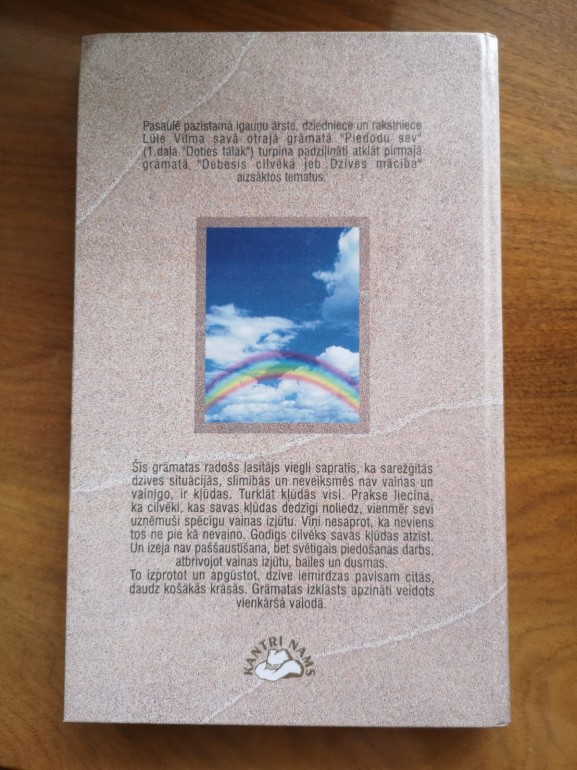 Pasaulē pazīstamā igauņu ārste, dziedniece un rakstniece
Lūle Vīlma savā otrajā grāmatā "Piedodu sev"
(1.daļa "Doties tālāk") turpina padziļināti atklāt pirmajā
grāmatā "Debesis cilvēkā jeb Dzīves mācība"
aizsāktos tematus.
Šīs grāmatas radošs lasītājs viegli sapratīs, ka sarežģītās
dzīves situācijās, slimībās un neveiksmēs nav vainas un
vainīgo, ir kļūdas. Turklāt kļūdās visi. Prakse liecina,
ka cilvēki, kas savas kļūdas dedzīgi noliedz, vienmēr sevī
uzņēmuši spēcīgu vainas izjūtu. Viņi nesaprot, ka neviens
tos ne pie kā nevaino. Godīgs cilvēks savas kļūdas atzīst.
Un izeja nav paššaustīšana, bet svētīgais piedošanas darbs,
atbrīvojot vainas izjūtu, bailes un dusmas.
To izprotot un apgūstot, dzīve iemirdzas pavisam citās,
daudz košākās krāsās. Grāmatas izklāsts apzināti veidots
vienkāršā valodā.
KANTRI NAMS